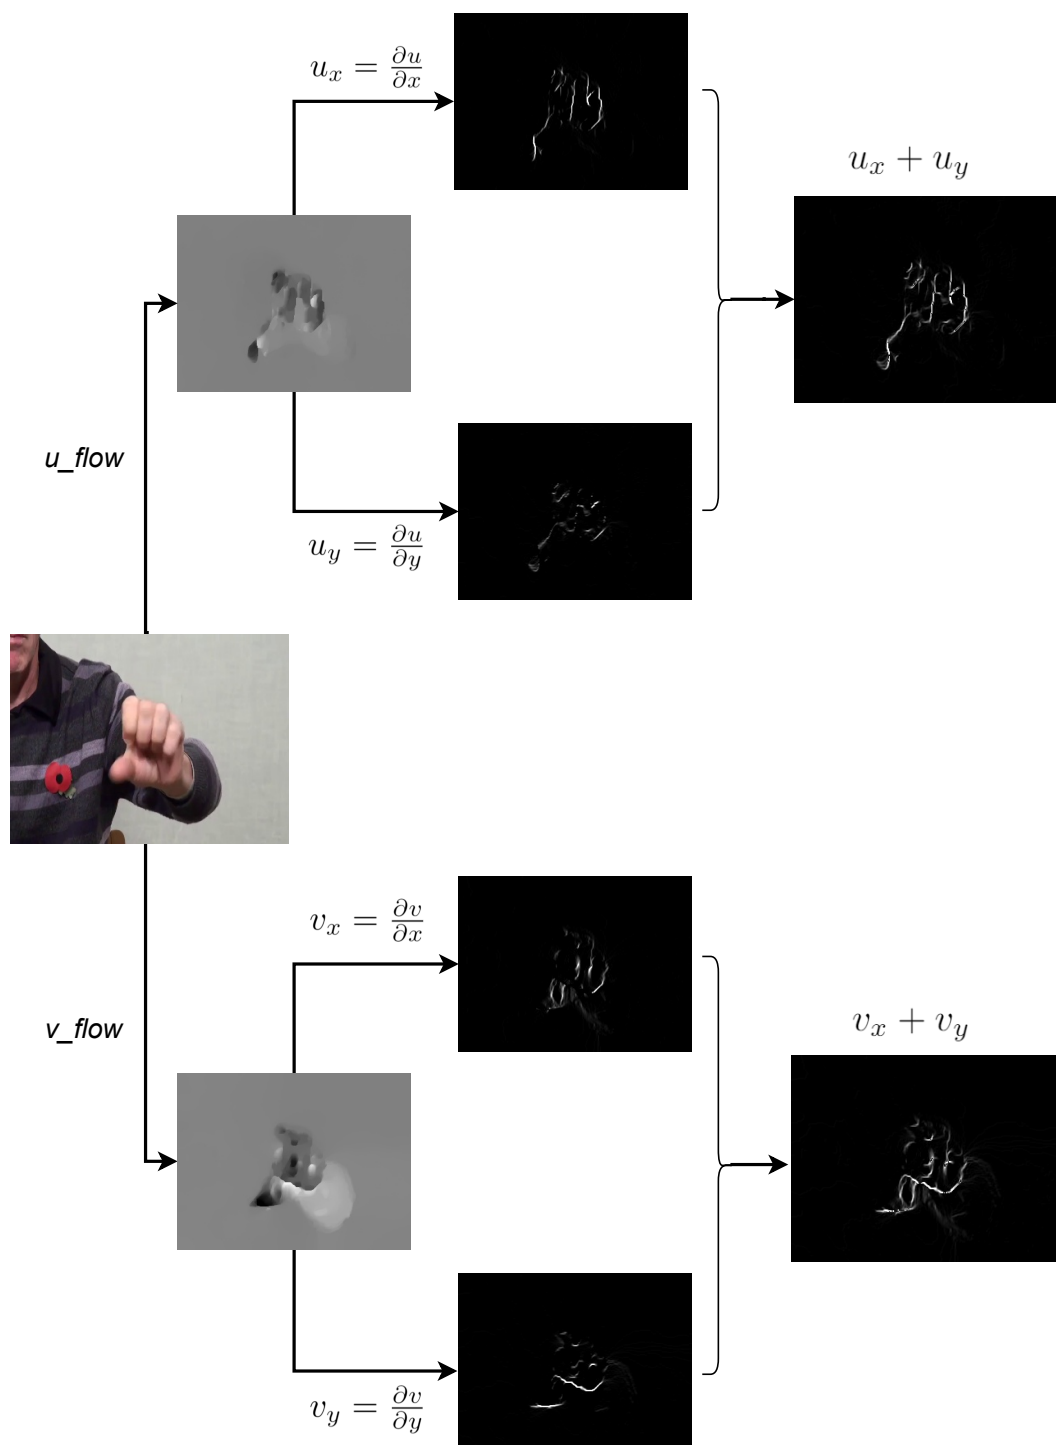 u_x = ∂u/∂x
u_x + u_y
u_flow
u_y = ∂u/∂y
v_x = ∂v/∂x
v_x + v_y
v_flow
v_y = ∂v/∂y